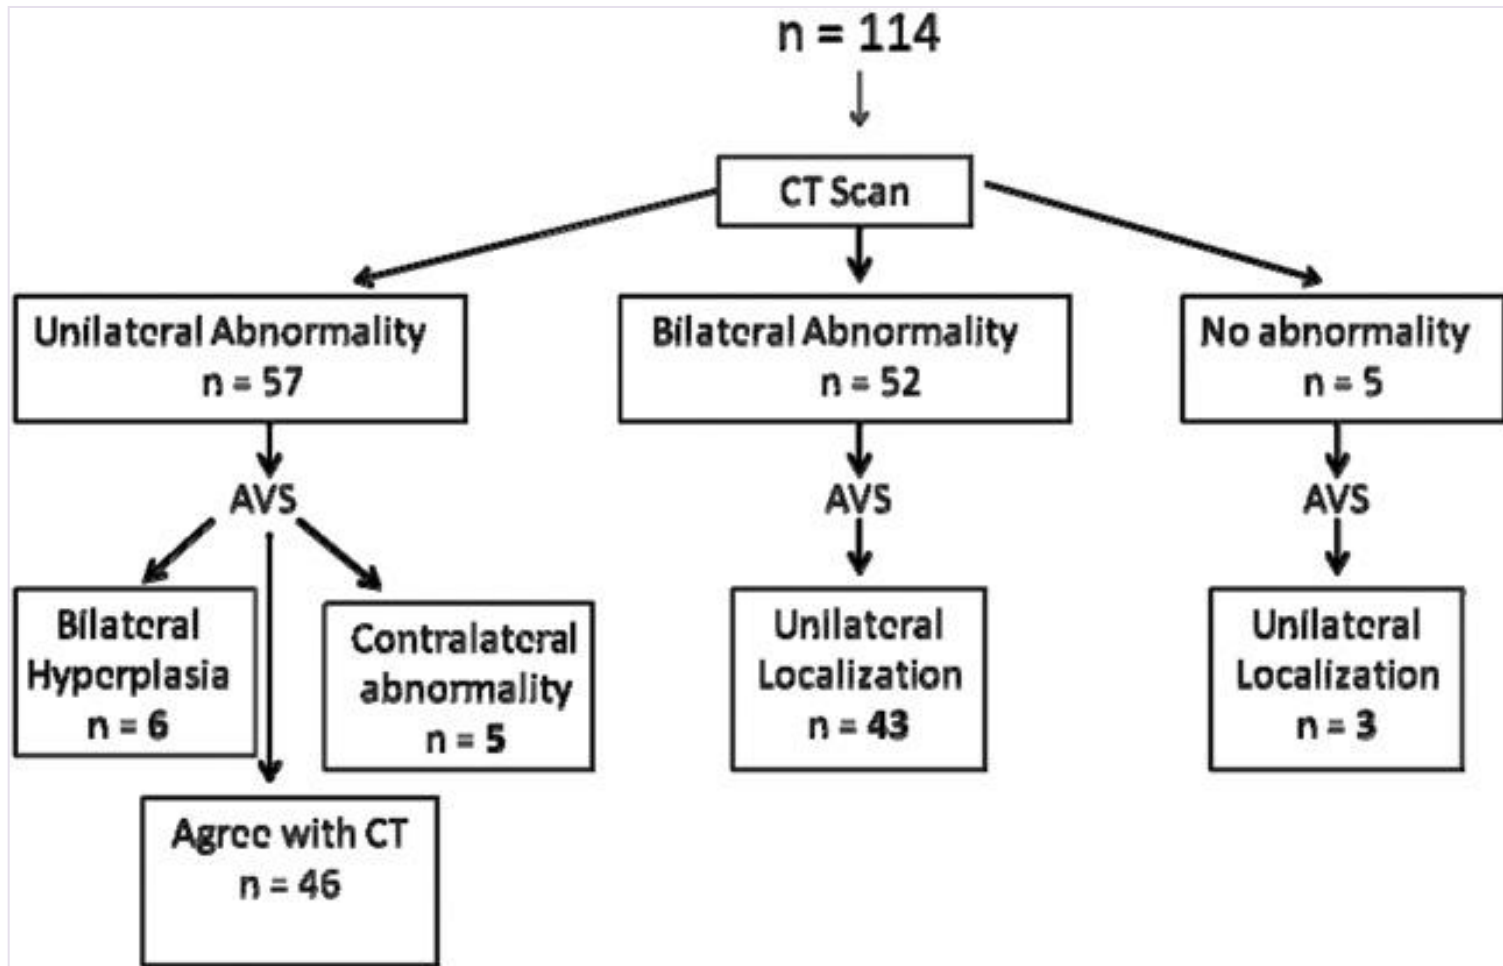 n = 114
CT Scan
Unilateral Abnormality
n = 57
Bilateral Abnormality
n = 52
No abnormality
n = 5
AVS
AVS
AVS
Bilateral
Hyperplasia
n = 6
Contralateral
abnormality
n = 5
Unilateral
Localization
n = 43
Unilateral
Localization
n = 3
Agree with CT
n = 46